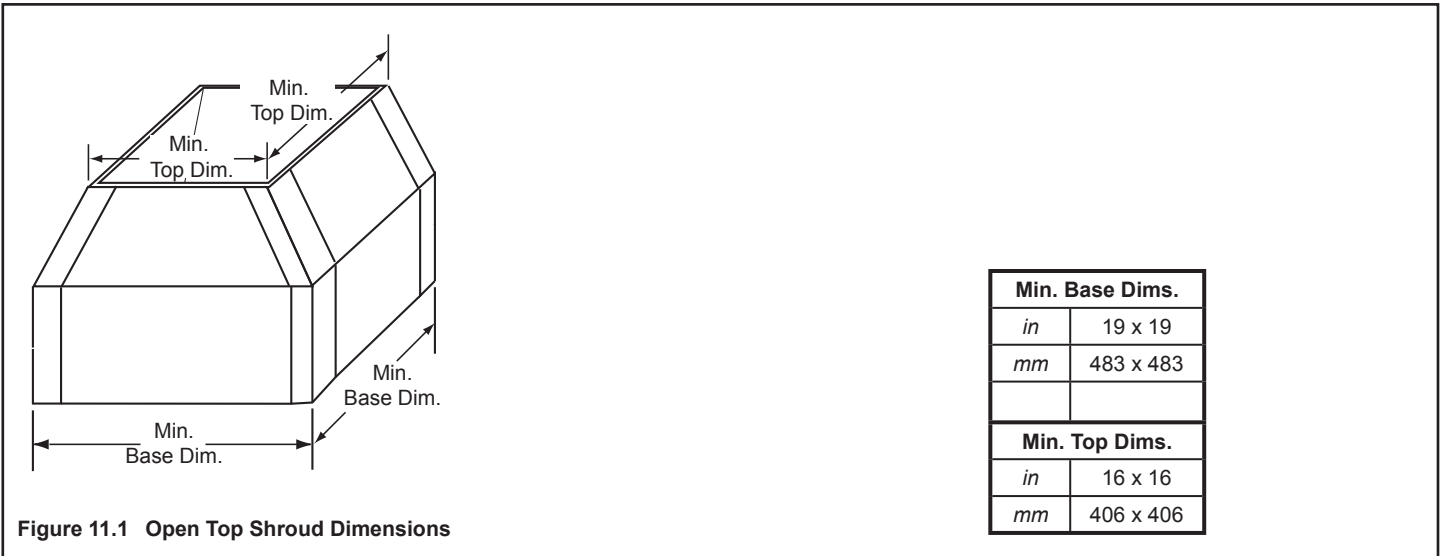 Min.
Top Dim.
Min.
Top Dim.
Min.
Base Dim.
Min.
Base Dim.
Figure 11.1 Open Top Shroud Dimensions
Min. Base Dims.
in 19 x 19
mm 483 x 483
Min. Top Dims.
in 16 x 16
mm 406 x 406